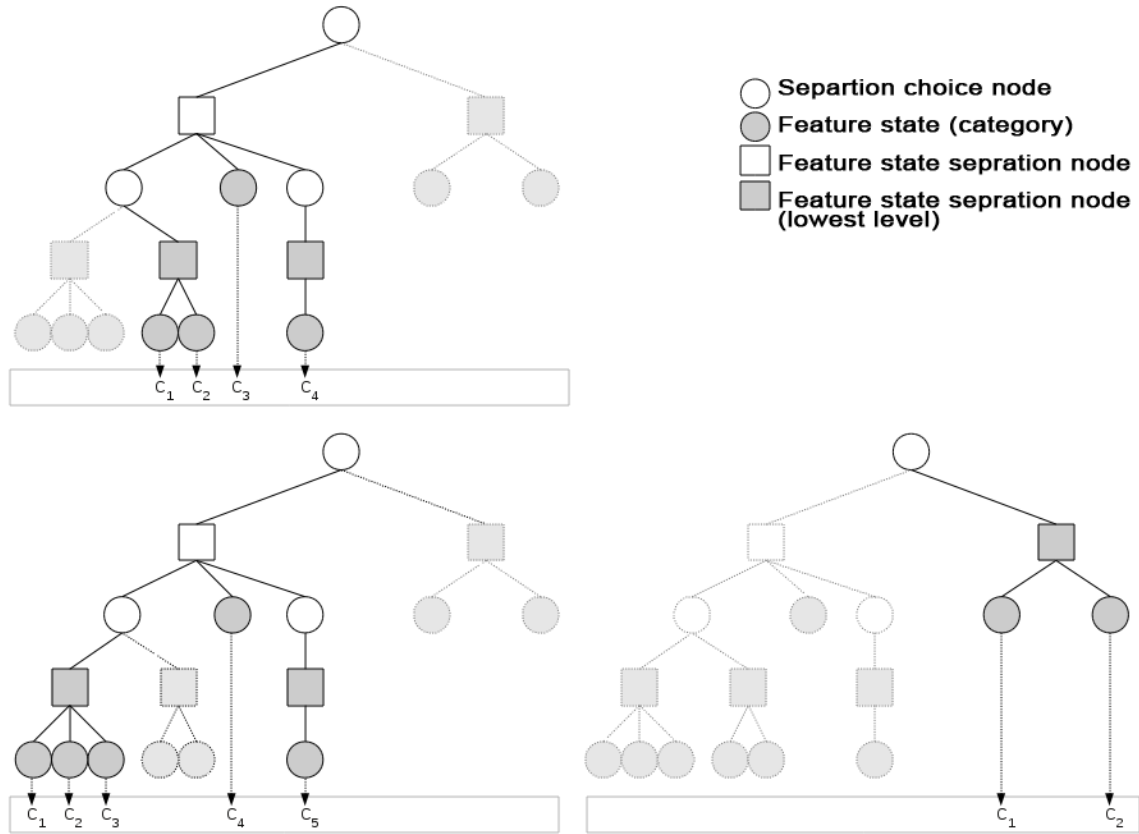 Separtion choice node
Feature state (category)
Feature state sepration node
Feature state sepration node
(lowest level)
C1 C2 C3 C4
C1 C2 C3 C4 C5
C1 C2